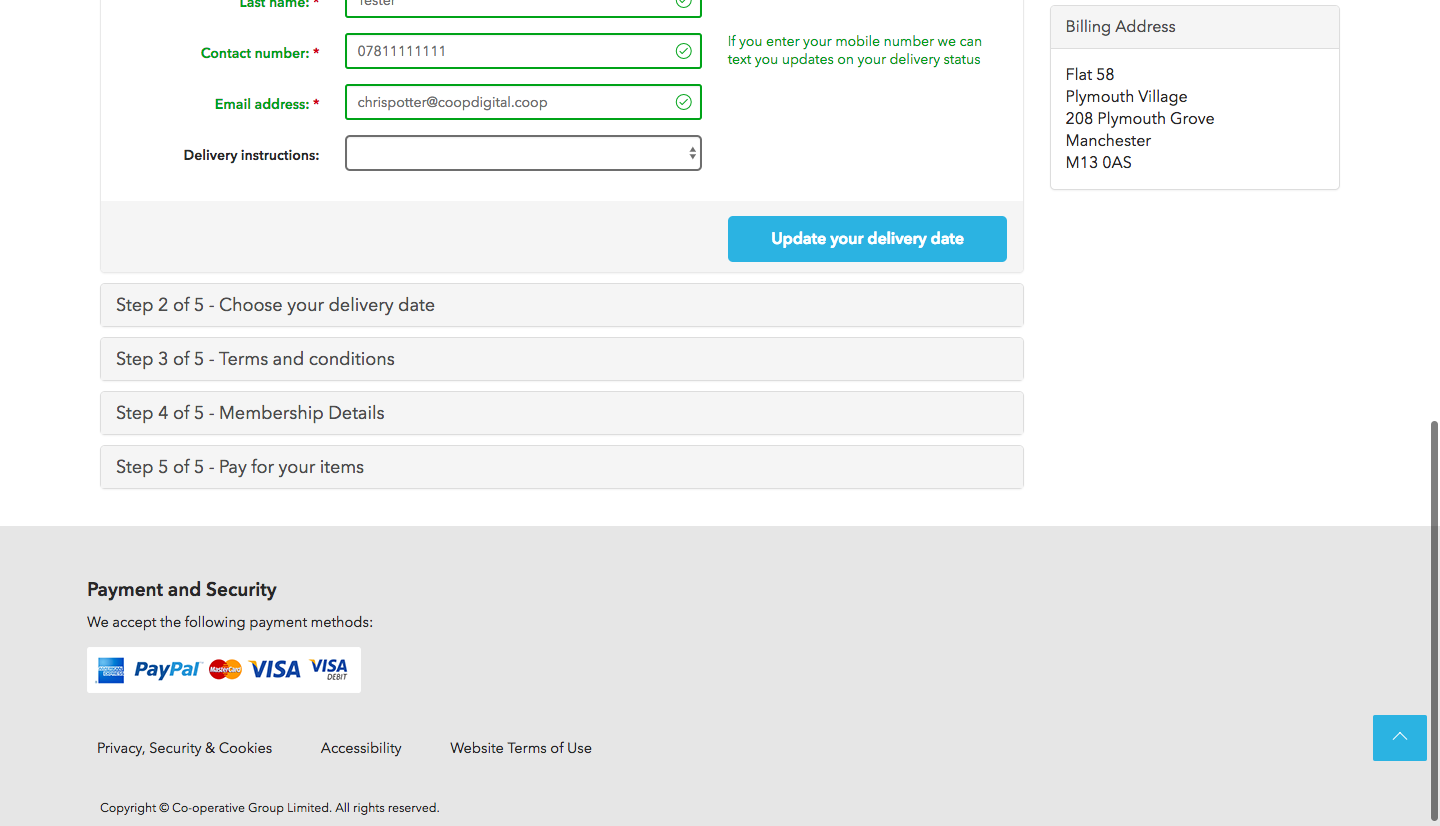 Last name: *
Tester
Contact number: *
07811111111
If you enter your mobile number we can
text you updates on your delivery status
Email address: *
chrispotter@coopdigital.coop
Delivery instructions:
Update your delivery date
Step 2 of 5 - Choose your delivery date
Step 3 of 5 - Terms and conditions
Step 4 of 5 - Membership Details
Step 5 of 5 - Pay for your items
Billing Address
Flat 58
Plymouth Village
208 Plymouth Grove
Manchester
M13 0AS
Payment and Security
We accept the following payment methods:
AMERICAN EXPRESS PayPal MasterCard VISA VISA DEBIT
Privacy, Security & Cookies Accessibility Website Terms of Use
Copyright © Co-operative Group Limited. All rights reserved.